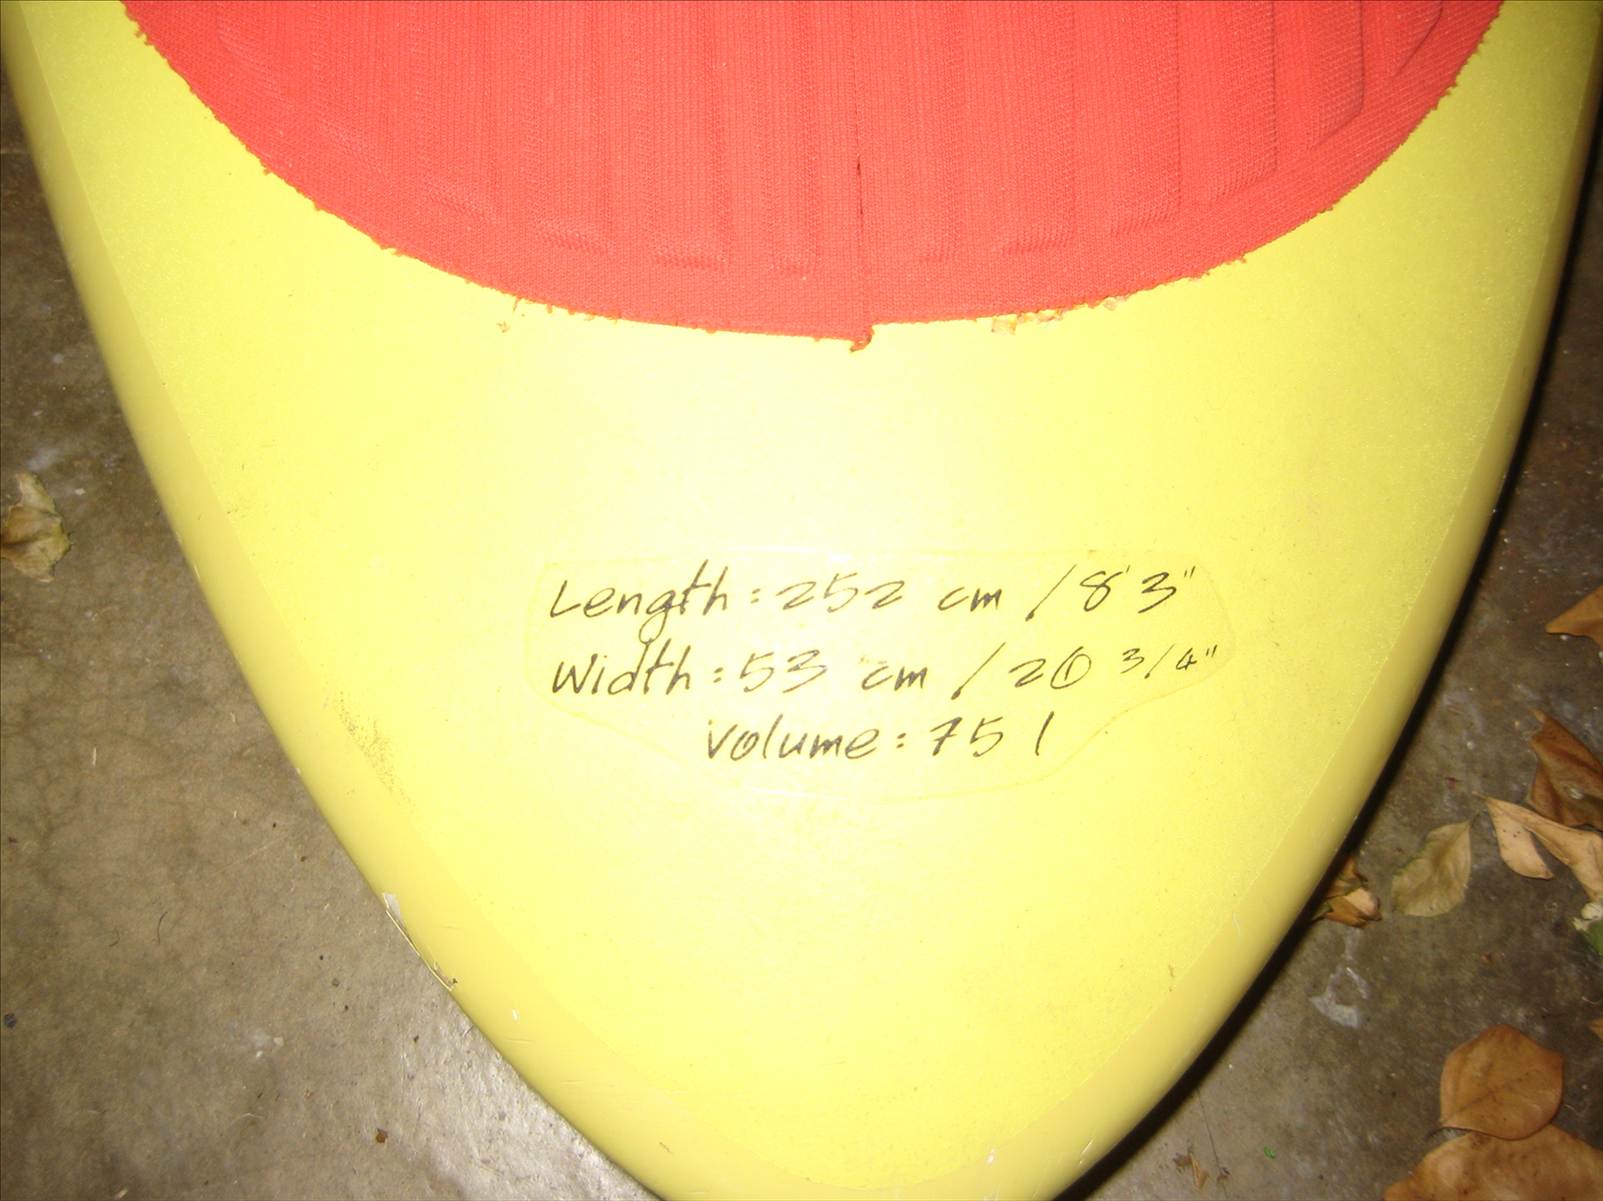 Length: 252 cm / 8'3"
Width: 53 cm / 20 3/4"
Volume: 75 l